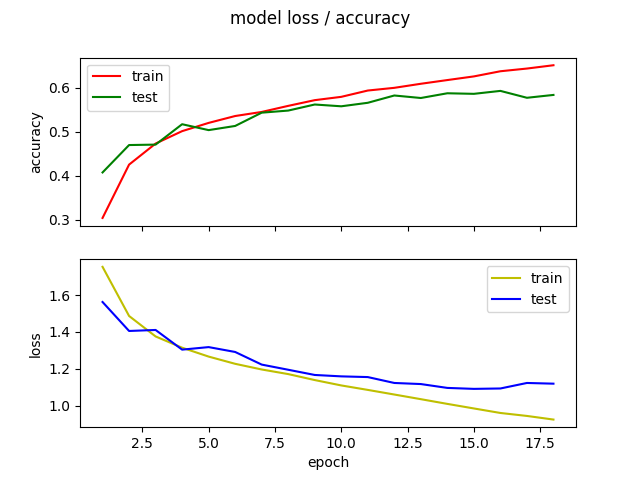 model loss / accuracy
train
test
accuracy
0.6
0.5
0.4
0.3
train
test
loss
1.6
1.4
1.2
1.0
2.5 5.0 7.5 10.0 12.5 15.0 17.5
epoch